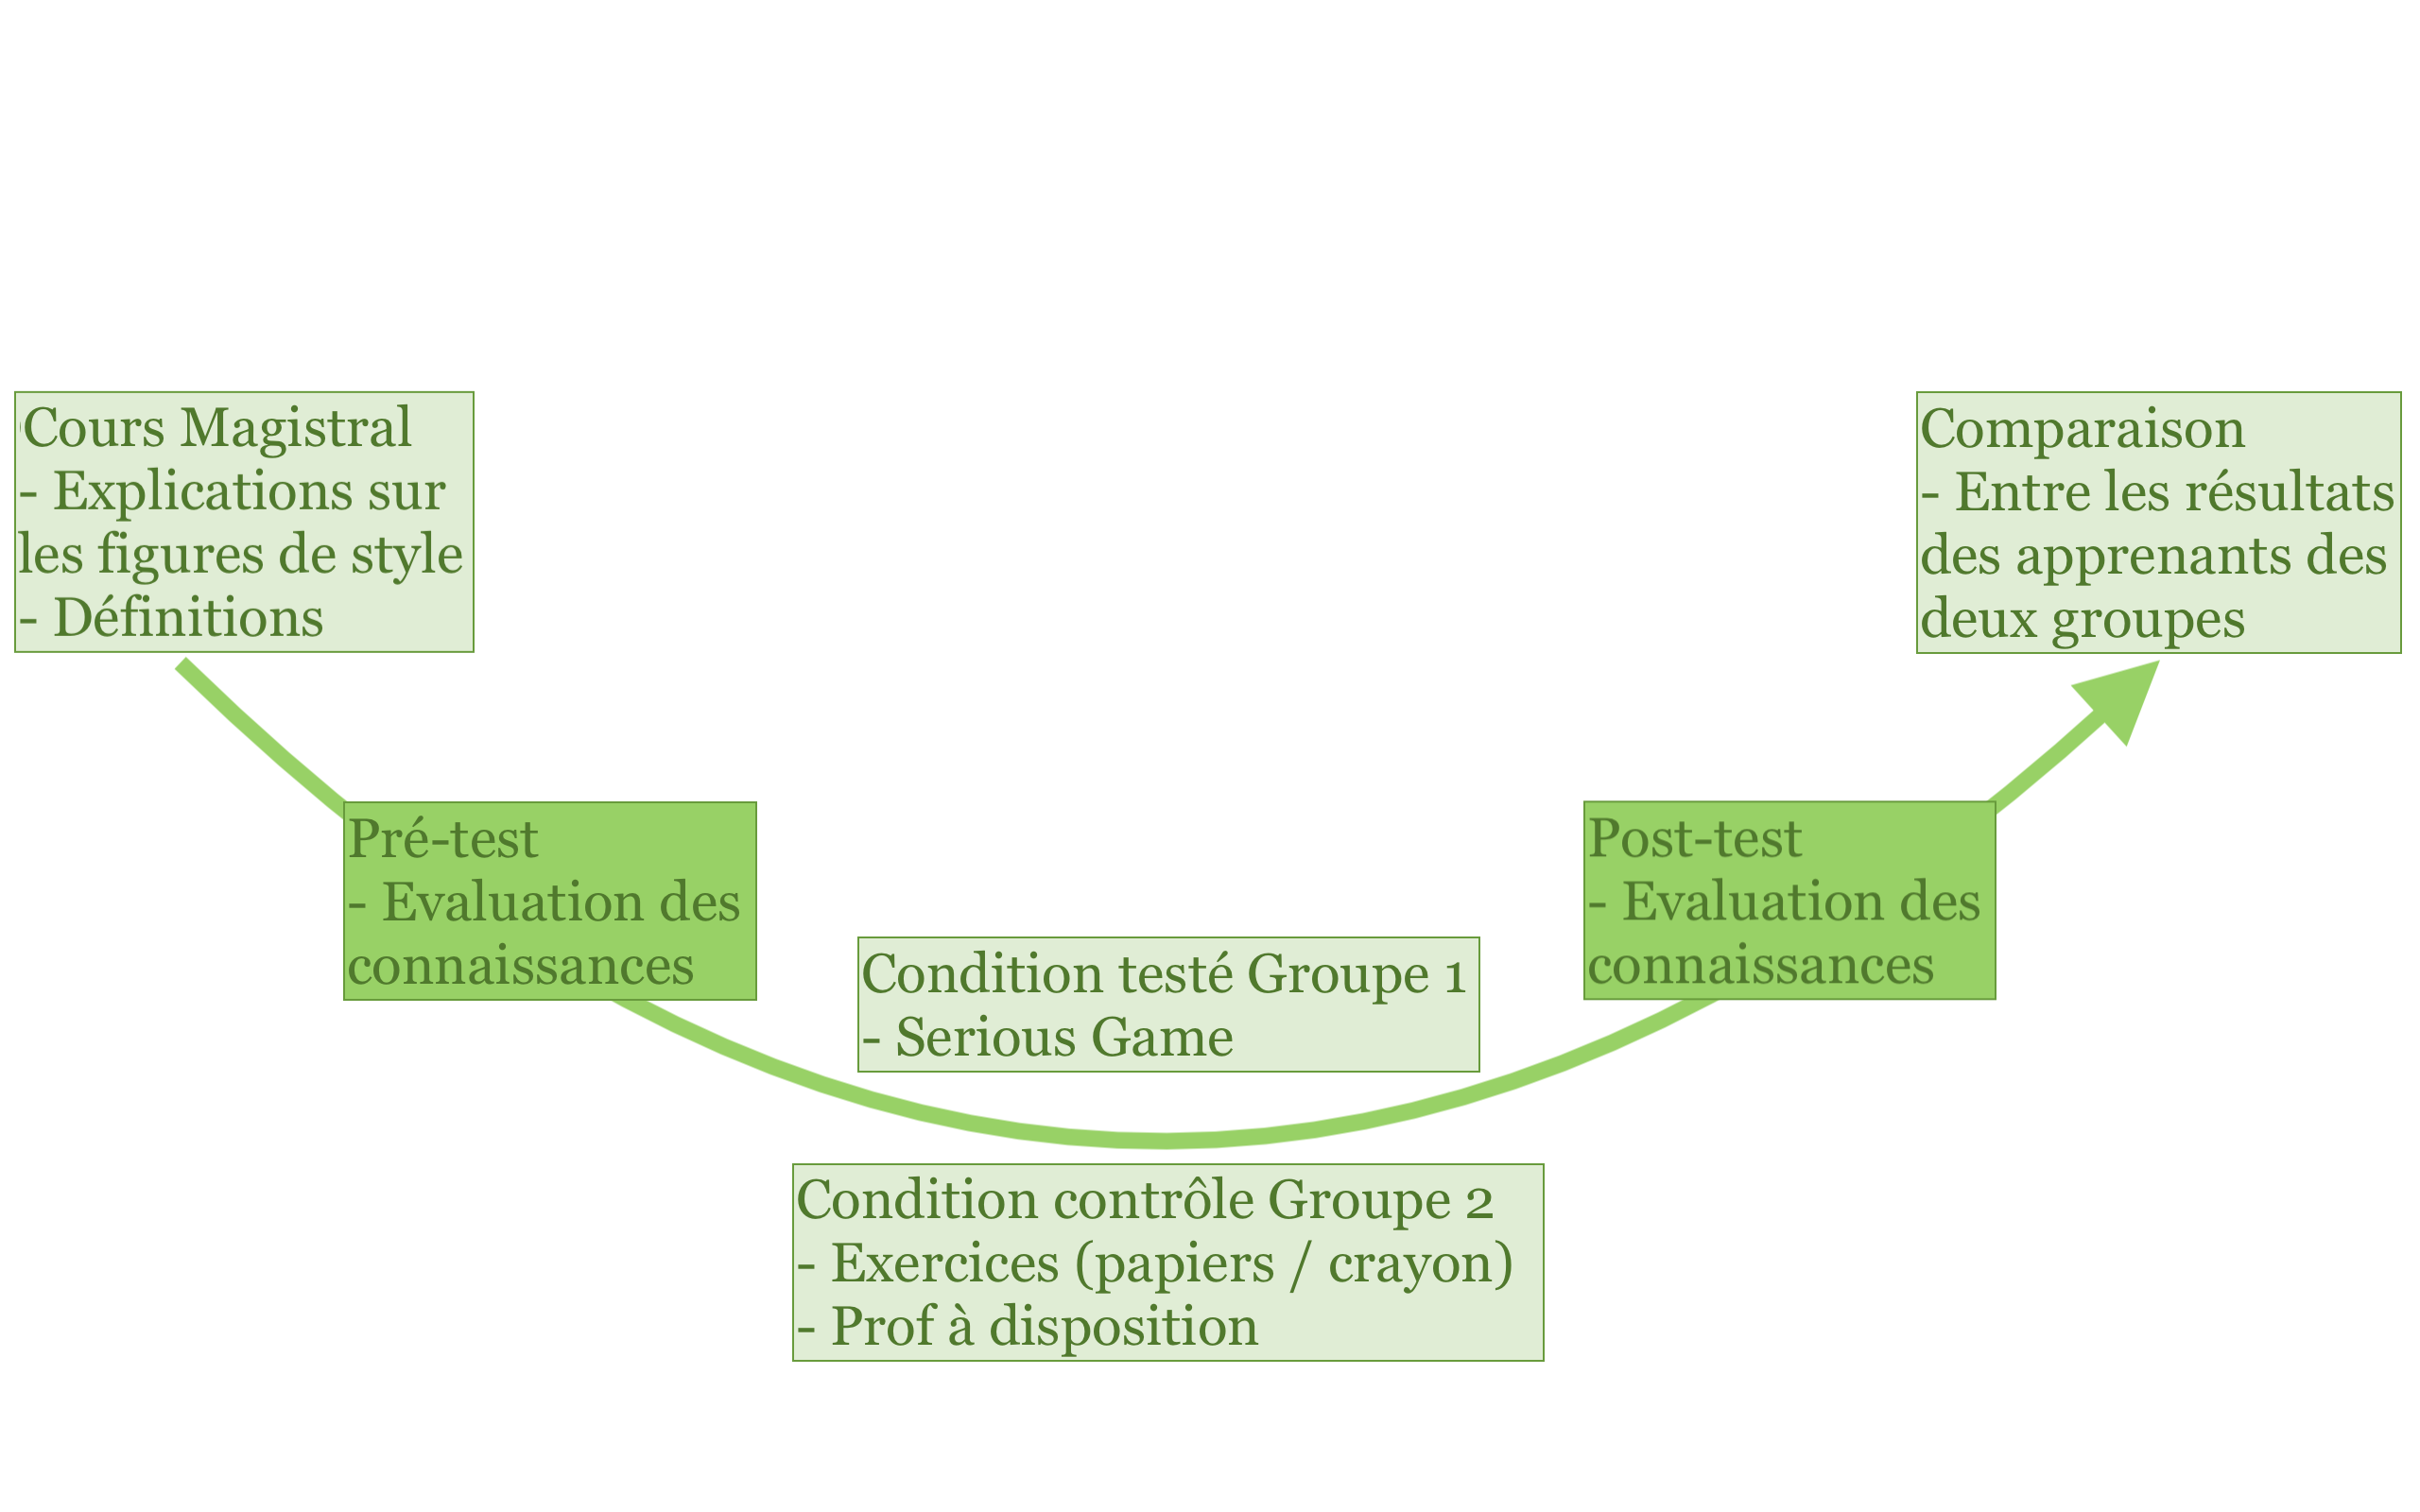 Cours Magistral
- Explications sur
les figures de style
- Définitions
Pré-test
- Evaluation des
connaissances
Condition testé Groupe 1
- Serious Game
Condition contrôle Groupe 2
- Exercices (papiers / crayon)
- Prof à disposition
Post-test
- Evaluation des
connaissances
Comparaison
- Entre les résultats
des apprenants des
deux groupes